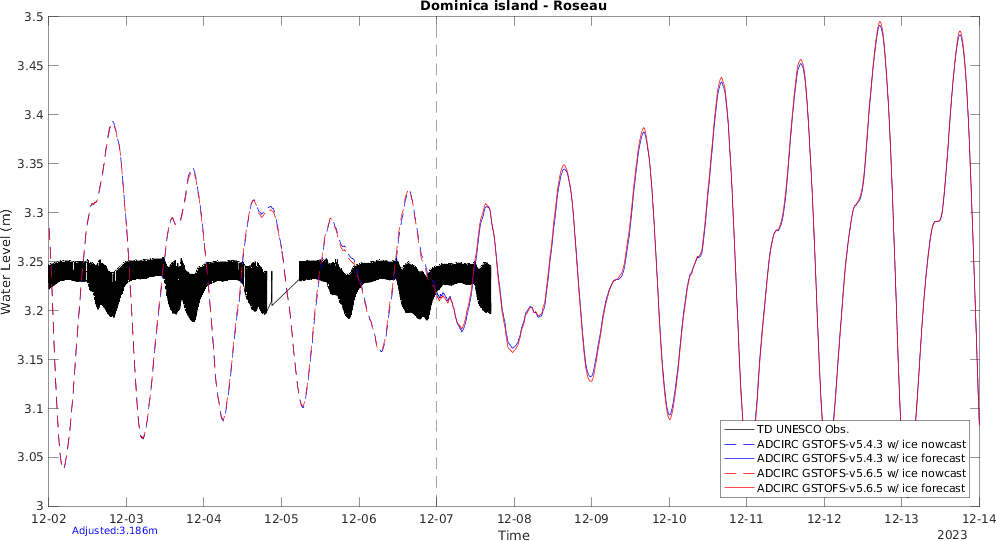 Dominica island - Roseau
Water Level (m)
3.5
3.45
3.4
3.35
3.3
3.25
3.2
3.15
3.1
3.05
3
TD UNESCO Obs.
ADCIRC GSTOFS-v5.4.3 w/ ice nowcast
ADCIRC GSTOFS-v5.4.3 w/ ice forecast
ADCIRC GSTOFS-v5.6.5 w/ ice nowcast
ADCIRC GSTOFS-v5.6.5 w/ ice forecast
12-02 12-03 12-04 12-05 12-06 12-07 12-08 12-09 12-10 12-11 12-12 12-13 12-14
Adjusted:3.186m
Time
2023